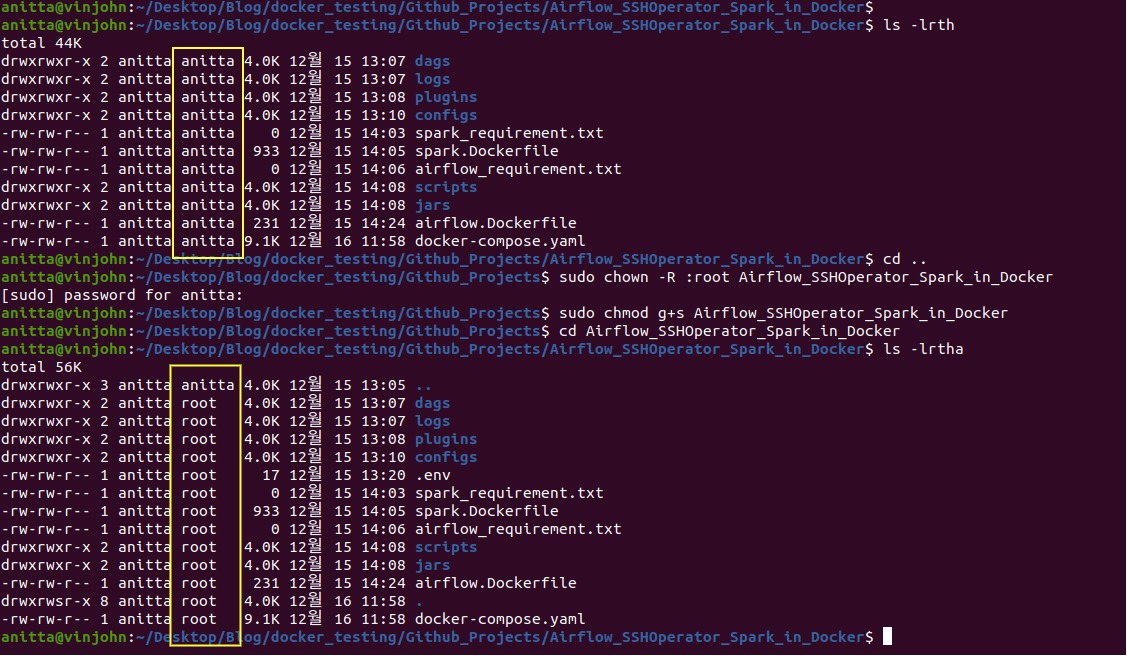 anitta@vinjohn:~/Desktop/Blog/docker_testing/Github_Projects/Airflow_SSHOperator_Spark_in_Docker$
anitta@vinjohn:~/Desktop/Blog/docker_testing/Github_Projects/Airflow_SSHOperator_Spark_in_Docker$ ls -lrth
total 44K
drwxrwxr-x 2 anitta anitta 4.0K 12월 15 13:07 dags
drwxrwxr-x 2 anitta anitta 4.0K 12월 15 13:07 logs
drwxrwxr-x 2 anitta anitta 4.0K 12월 15 13:08 plugins
drwxrwxr-x 2 anitta anitta 4.0K 12월 15 13:10 configs
-rw-rw-r-- 1 anitta anitta 0 12월 15 14:03 spark_requirement.txt
-rw-rw-r-- 1 anitta anitta 933 12월 15 14:05 spark.Dockerfile
-rw-rw-r-- 1 anitta anitta 0 12월 15 14:06 airflow_requirement.txt
drwxrwxr-x 2 anitta anitta 4.0K 12월 15 14:08 scripts
drwxrwxr-x 2 anitta anitta 4.0K 12월 15 14:08 jars
-rw-rw-r-- 1 anitta anitta 231 12월 15 14:24 airflow.Dockerfile
-rw-rw-r-- 1 anitta anitta 9.1K 12월 16 11:58 docker-compose.yaml
anitta@vinjohn:~/Desktop/Blog/docker_testing/Github_Projects/Airflow_SSHOperator_Spark_in_Docker$ cd ..
anitta@vinjohn:~/Desktop/Blog/docker_testing/Github_Projects$ sudo chown -R :root Airflow_SSHOperator_Spark_in_Docker
[sudo] password for anitta:
anitta@vinjohn:~/Desktop/Blog/docker_testing/Github_Projects$ sudo chmod g+s Airflow_SSHOperator_Spark_in_Docker
anitta@vinjohn:~/Desktop/Blog/docker_testing/Github_Projects$ cd Airflow_SSHOperator_Spark_in_Docker
anitta@vinjohn:~/Desktop/Blog/docker_testing/Github_Projects/Airflow_SSHOperator_Spark_in_Docker$ ls -lrtha
total 56K
drwxrwxr-x 3 anitta anitta 4.0K 12월 15 13:05 ..
drwxrwxr-x 2 anitta root 4.0K 12월 15 13:07 dags
drwxrwxr-x 2 anitta root 4.0K 12월 15 13:07 logs
drwxrwxr-x 2 anitta root 4.0K 12월 15 13:08 plugins
drwxrwxr-x 2 anitta root 4.0K 12월 15 13:10 configs
-rw-rw-r-- 1 anitta root 17 12월 15 13:20 .env
-rw-rw-r-- 1 anitta root 0 12월 15 14:03 spark_requirement.txt
-rw-rw-r-- 1 anitta root 933 12월 15 14:05 spark.Dockerfile
-rw-rw-r-- 1 anitta root 0 12월 15 14:06 airflow_requirement.txt
drwxrwxr-x 2 anitta root 4.0K 12월 15 14:08 scripts
drwxrwxr-x 2 anitta root 4.0K 12월 15 14:08 jars
-rw-rw-r-- 1 anitta root 231 12월 15 14:24 airflow.Dockerfile
drwxrwsr-x 8 anitta root 4.0K 12월 16 11:58 .
-rw-rw-r-- 1 anitta root 9.1K 12월 16 11:58 docker-compose.yaml
anitta@vinjohn:~/Desktop/Blog/docker_testing/Github_Projects/Airflow_SSHOperator_Spark_in_Docker$